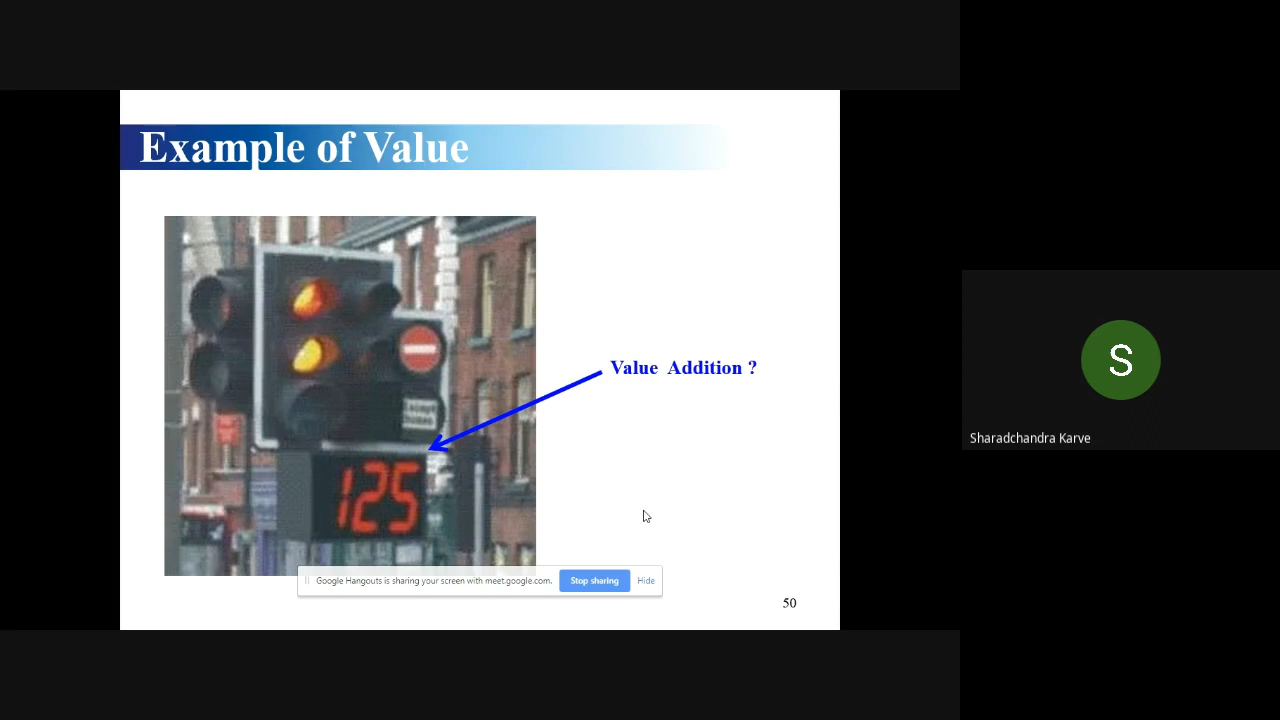 Example of Value
Value Addition ?
125
Google Hangouts is sharing your screen with meet.google.com.
Stop sharing
Hide
50
S
Sharadchandra Karve